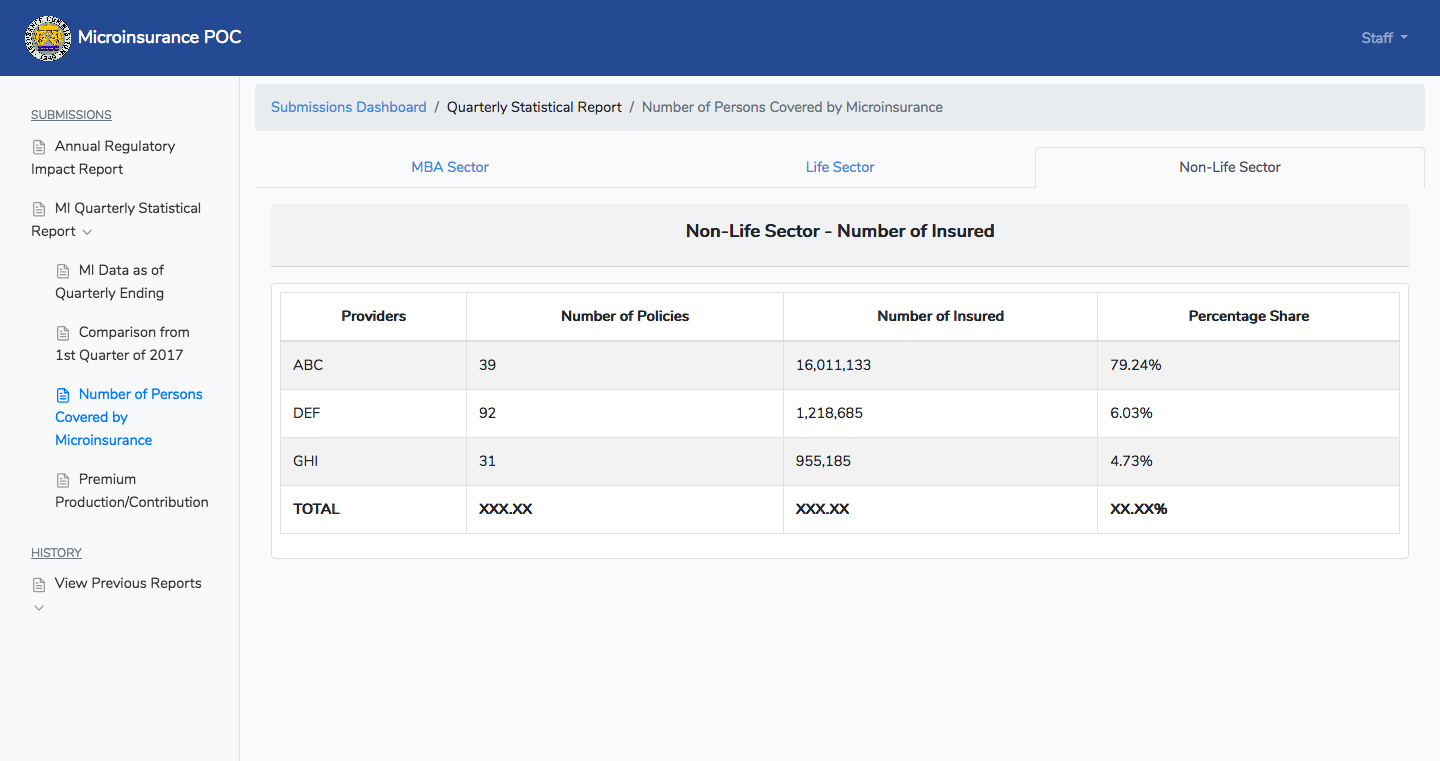 Microinsurance POC
Staff
SUBMISSIONS
Annual Regulatory
Impact Report
MI Quarterly Statistical
Report
MI Data as of
Quarterly Ending
Comparison from
1st Quarter of 2017
Number of Persons
Covered by
Microinsurance
Premium
Production/Contribution
HISTORY
View Previous Reports
Submissions Dashboard / Quarterly Statistical Report / Number of Persons Covered by Microinsurance
MBA Sector Life Sector Non-Life Sector
Non-Life Sector - Number of Insured
Providers Number of Policies Number of Insured Percentage Share
ABC 39 16,011,133 79.24%
DEF 92 1,218,685 6.03%
GHI 31 955,185 4.73%
TOTAL XXX.XX XXX.XX XX.XX%